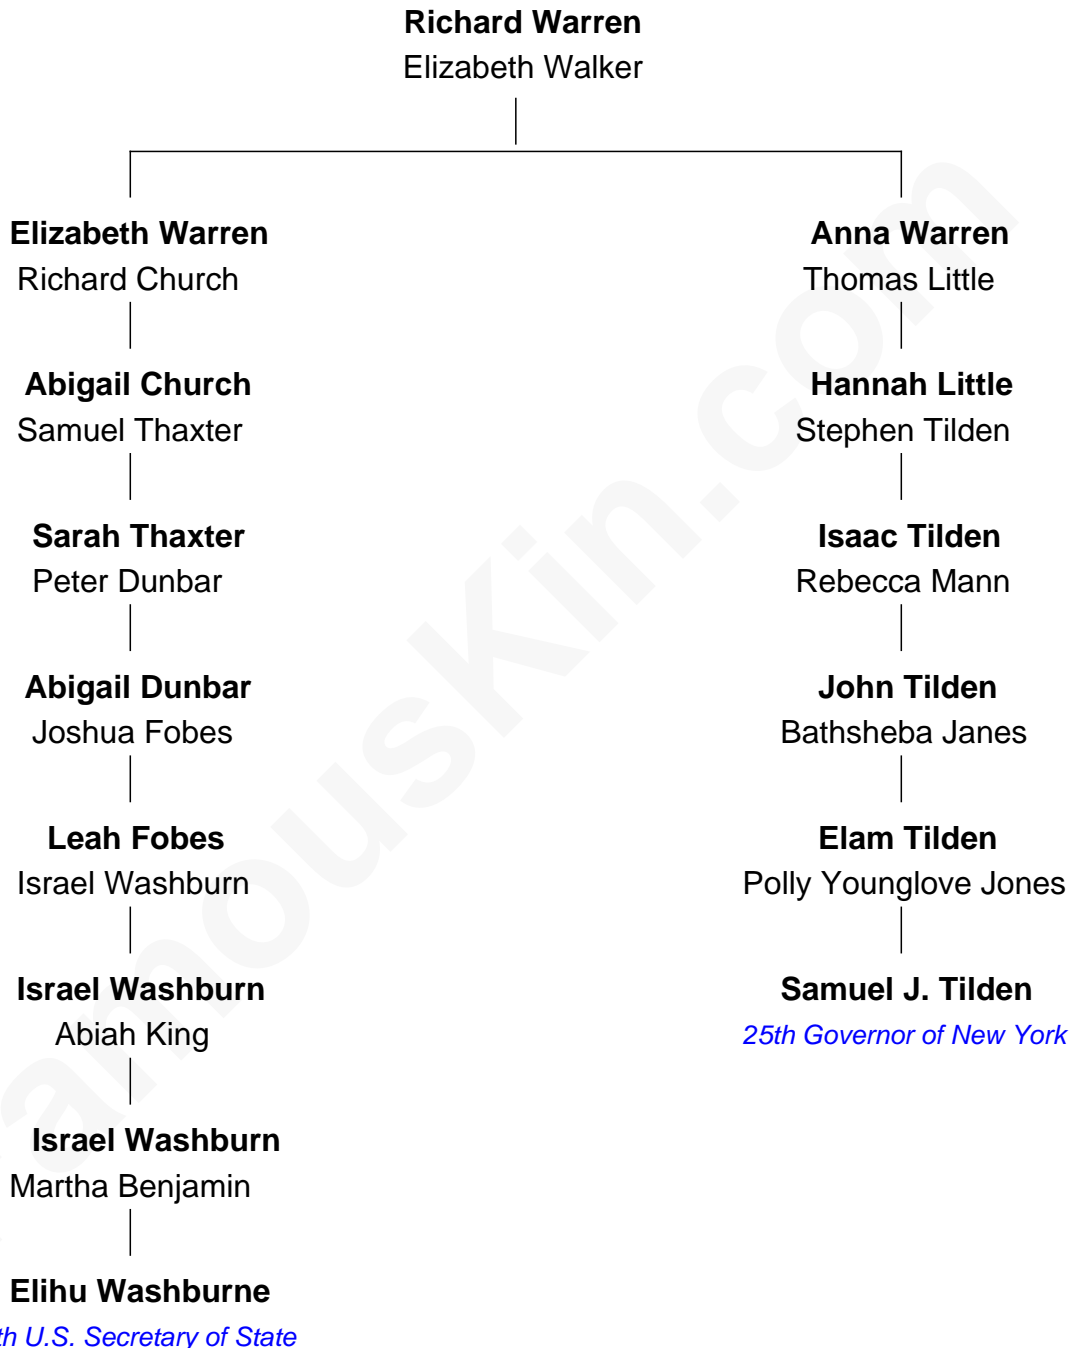 Richard Warren
Elizabeth Walker
Elizabeth Warren
Richard Church
Anna Warren
Thomas Little
Abigail Church
Samuel Thaxter
Hannah Little
Stephen Tilden
Sarah Thaxter
Peter Dunbar
Isaac Tilden
Rebecca Mann
Abigail Dunbar
Joshua Fobes
John Tilden
Bathsheba Janes
Leah Fobes
Israel Washburn
Elam Tilden
Polly Younglove Jones
Israel Washburn
Abiah King
Samuel J. Tilden
25th Governor of New York
Israel Washburn
Martha Benjamin
Elihu Washburne
th U.S. Secretary of State
amousKin.com